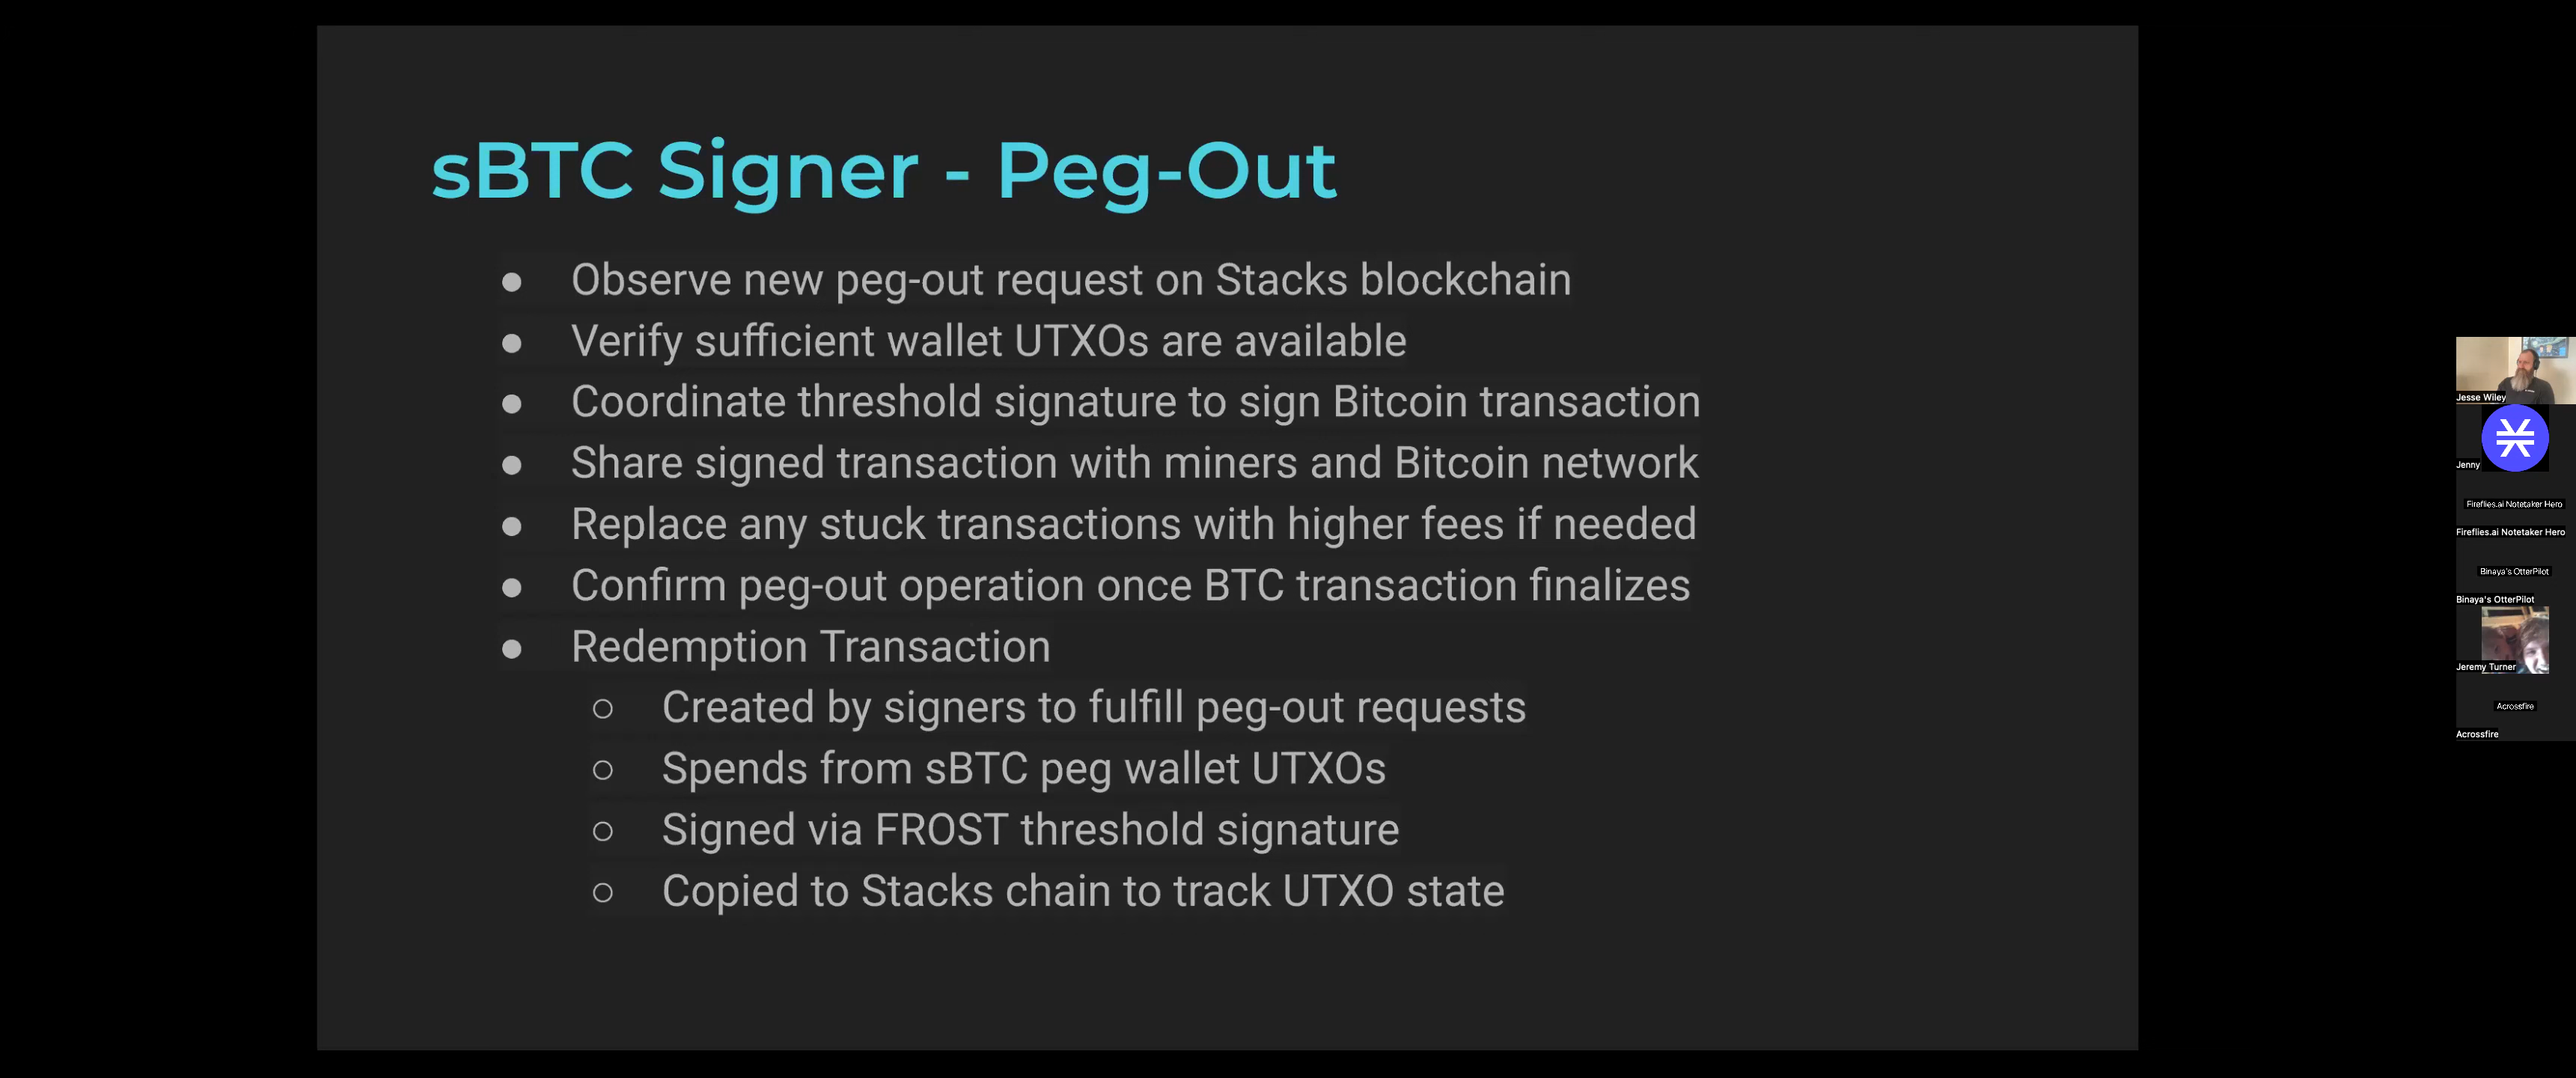 sBTC Signer - Peg-Out
● Observe new peg-out request on Stacks blockchain
● Verify sufficient wallet UTXOs are available
● Coordinate threshold signature to sign Bitcoin transaction
● Share signed transaction with miners and Bitcoin network
● Replace any stuck transactions with higher fees if needed
● Confirm peg-out operation once BTC transaction finalizes
● Redemption Transaction
○ Created by signers to fulfill peg-out requests
○ Spends from sBTC peg wallet UTXOs
○ Signed via FROST threshold signature
○ Copied to Stacks chain to track UTXO state
Jesse Wiley
Jenny
Fireflies.ai Notetaker Hero
Fireflies.ai Notetaker Hero
Binaya's OtterPilot
Binaya's OtterPilot
Jeremy Turner
Acrossfire
Acrossfire